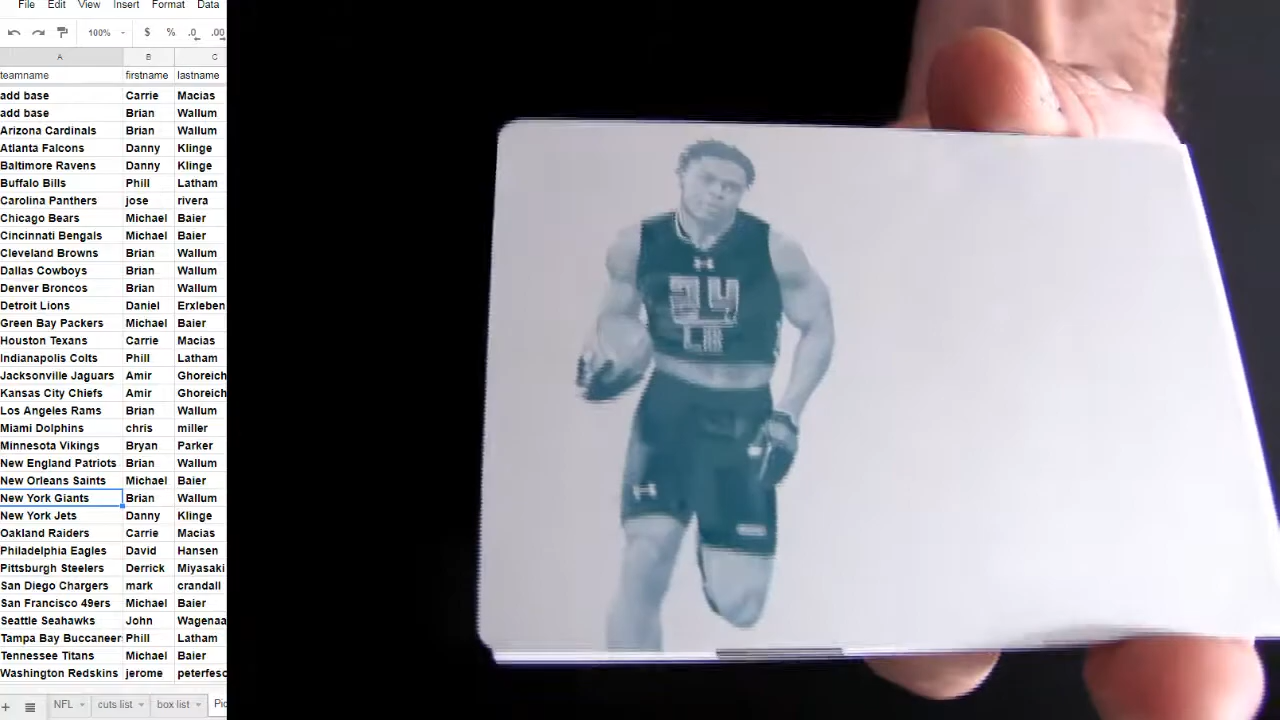 File Edit View Insert Format Data
100% $ % .0 .00
A B C
teamname firstname lastname
add base Carrie Macias
add base Brian Wallum
Arizona Cardinals Brian Wallum
Atlanta Falcons Danny Klinge
Baltimore Ravens Danny Klinge
Buffalo Bills Phill Latham
Carolina Panthers jose rivera
Chicago Bears Michael Baier
Cincinnati Bengals Michael Baier
Cleveland Browns Brian Wallum
Dallas Cowboys Brian Wallum
Denver Broncos Brian Wallum
Detroit Lions Daniel Erxleben
Green Bay Packers Michael Baier
Houston Texans Carrie Macias
Indianapolis Colts Phill Latham
Jacksonville Jaguars Amir Ghoreich
Kansas City Chiefs Amir Ghoreich
Los Angeles Rams Brian Wallum
Miami Dolphins chris miller
Minnesota Vikings Bryan Parker
New England Patriots Brian Wallum
New Orleans Saints Michael Baier
New York Giants Brian Wallum
New York Jets Danny Klinge
Oakland Raiders Carrie Macias
Philadelphia Eagles David Hansen
Pittsburgh Steelers Derrick Miyasaki
San Diego Chargers mark crandall
San Francisco 49ers Michael Baier
Seattle Seahawks John Wagenaa
Tampa Bay Buccaneer Phill Latham
Tennessee Titans Michael Baier
Washington Redskins jerome peterfeso
NFL cuts list box list Pic
24
LB